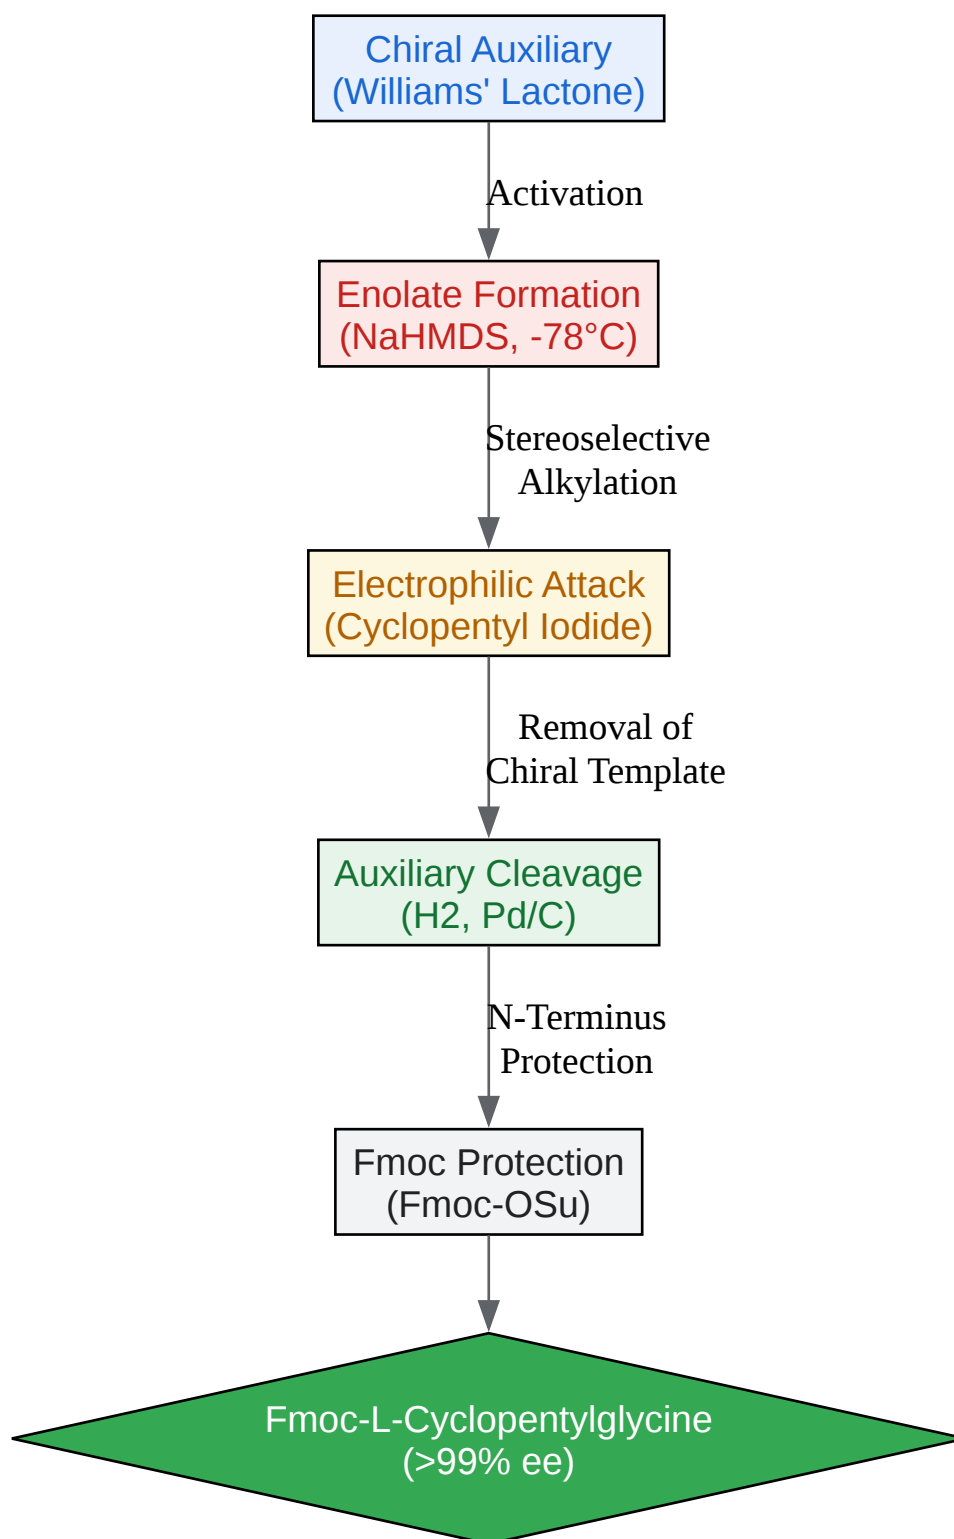 Chiral Auxiliary
(Williams' Lactone)
Activation
Enolate Formation
(NaHMDS, -78°C)
Stereoselective
Alkylation
Electrophilic Attack
(Cyclopentyl Iodide)
Removal of
Chiral Template
Auxiliary Cleavage
(H2, Pd/C)
N-Terminus
Protection
Fmoc Protection
(Fmoc-OSu)
Fmoc-L-Cyclopentylglycine
(>99% ee)